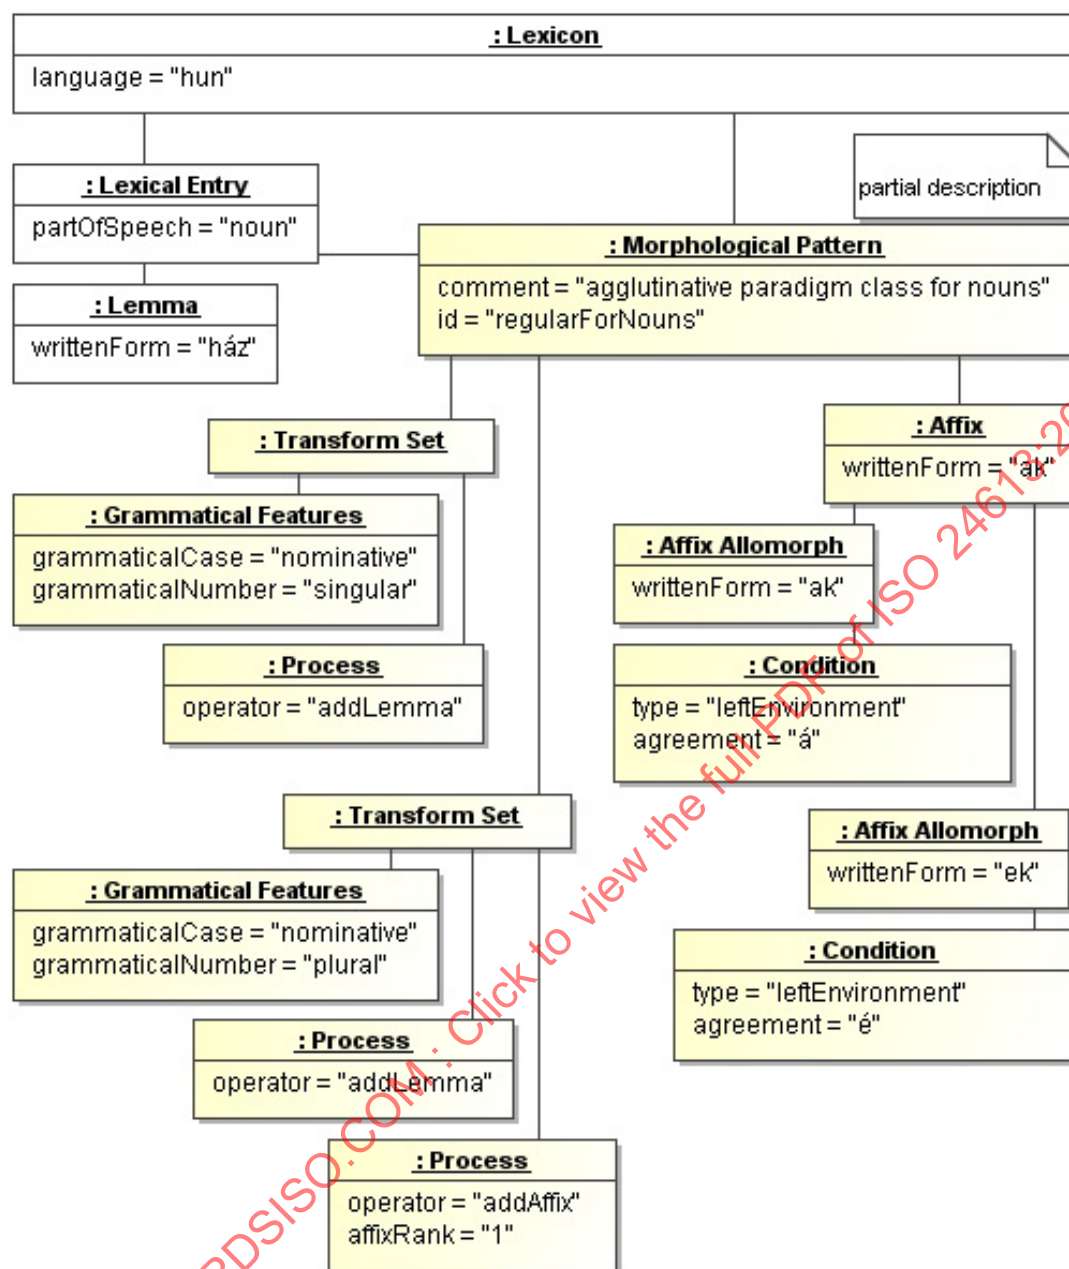 : Lexicon
language = "hun"
: Lexical Entry
partOfSpeech = "noun"
partial description
: Morphological Pattern
comment = "agglutinative paradigm class for nouns"
id = "regularForNouns"
: Lemma
writtenForm = "ház"
: Transform Set
: Affix
writtenForm = "ak"
: Grammatical Features
grammaticalCase = "nominative"
grammaticalNumber = "singular"
: Affix Allomorph
writtenForm = "ak"
: Process
operator = "addLemma"
: Condition
type = "leftEnvironment"
agreement = "á"
: Transform Set
: Affix Allomorph
writtenForm = "ek"
: Grammatical Features
grammaticalCase = "nominative"
grammaticalNumber = "plural"
: Condition
type = "leftEnvironment"
agreement = "é"
: Process
operator = "addLemma"
: Process
operator = "addAffix"
affixRank = "1"
DSISO.COM : Click to view the full PDF of ISO 24613:20